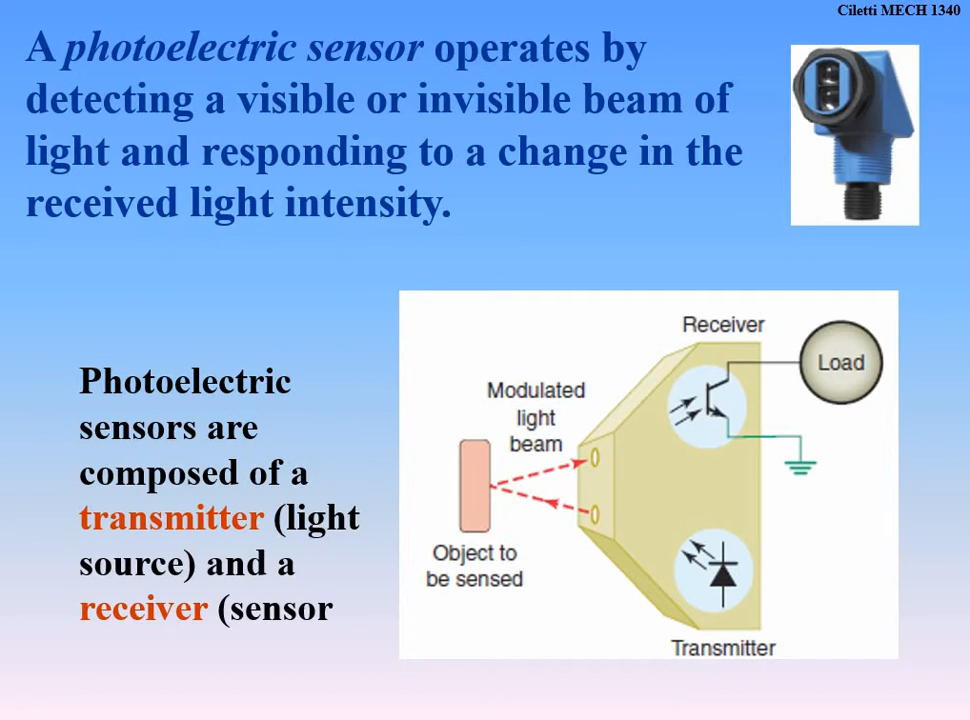 Ciletti MECH 1340
A photoelectric sensor operates by
detecting a visible or invisible beam of
light and responding to a change in the
received light intensity.
Photoelectric
sensors are
composed of a
transmitter (light
source) and a
receiver (sensor
Receiver
Load
Modulated
light
beam
Object to
be sensed
Transmitter